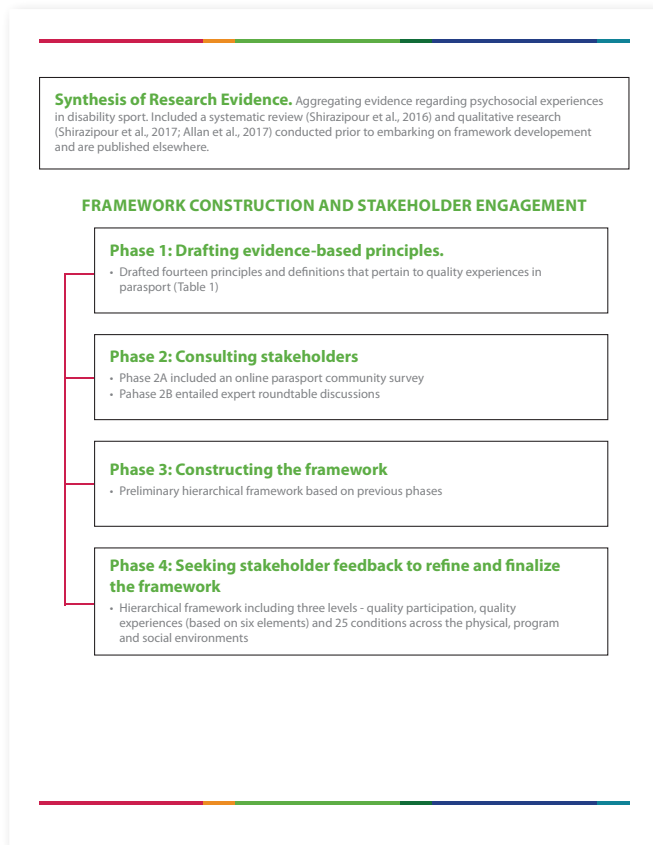 Synthesis of Research Evidence. Aggregating evidence regarding psychosocial experiences
in disability sport. Included a systematic review (Shirazipour et al., 2016) and qualitative research
(Shirazipour et al., 2017; Allan et al., 2017) conducted prior to embarking on framework developement
and are published elsewhere.
FRAMEWORK CONSTRUCTION AND STAKEHOLDER ENGAGEMENT
Phase 1: Drafting evidence-based principles.
• Drafted fourteen principles and definitions that pertain to quality experiences in
parasport (Table 1)
Phase 2: Consulting stakeholders
• Phase 2A included an online parasport community survey
• Pahase 2B entailed expert roundtable discussions
Phase 3: Constructing the framework
• Preliminary hierarchical framework based on previous phases
Phase 4: Seeking stakeholder feedback to refine and finalize
the framework
• Hierarchical framework including three levels - quality participation, quality
experiences (based on six elements) and 25 conditions across the physical, program
and social environments